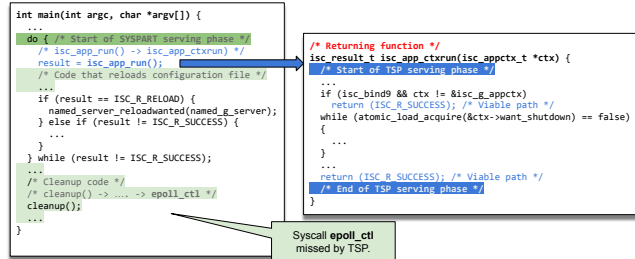 int main(int argc, char *argv[]) {
...
do { /* Start of SYSPART serving phase */
/* isc_app_run() -> isc_app_ctxrun) */
result = isc_app_run();
/* Code that reloads configuration file */
...
if (result == ISC_R_RELOAD) {
named_server_reloadwanted(named_g_server);
} else if (result != ISC_R_SUCCESS) {
...
}
} while (result != ISC_R_SUCCESS);
...
/* Cleanup code */
/* cleanup() -> …. -> epoll_ctl */
cleanup();
...
}
/* Returning function */
isc_result_t isc_app_ctxrun(isc_appctx_t *ctx) {
/* Start of TSP serving phase */
...
if (isc_bind9 && ctx != &isc_g_appctx)
return (ISC_R_SUCCESS); /* Viable path */
while (atomic_load_acquire(&ctx->want_shutdown) == false)
{
...
}
...
return (ISC_R_SUCCESS); /* Viable path */
/* End of TSP serving phase */
}
Syscall epoll_ctl
missed by TSP.